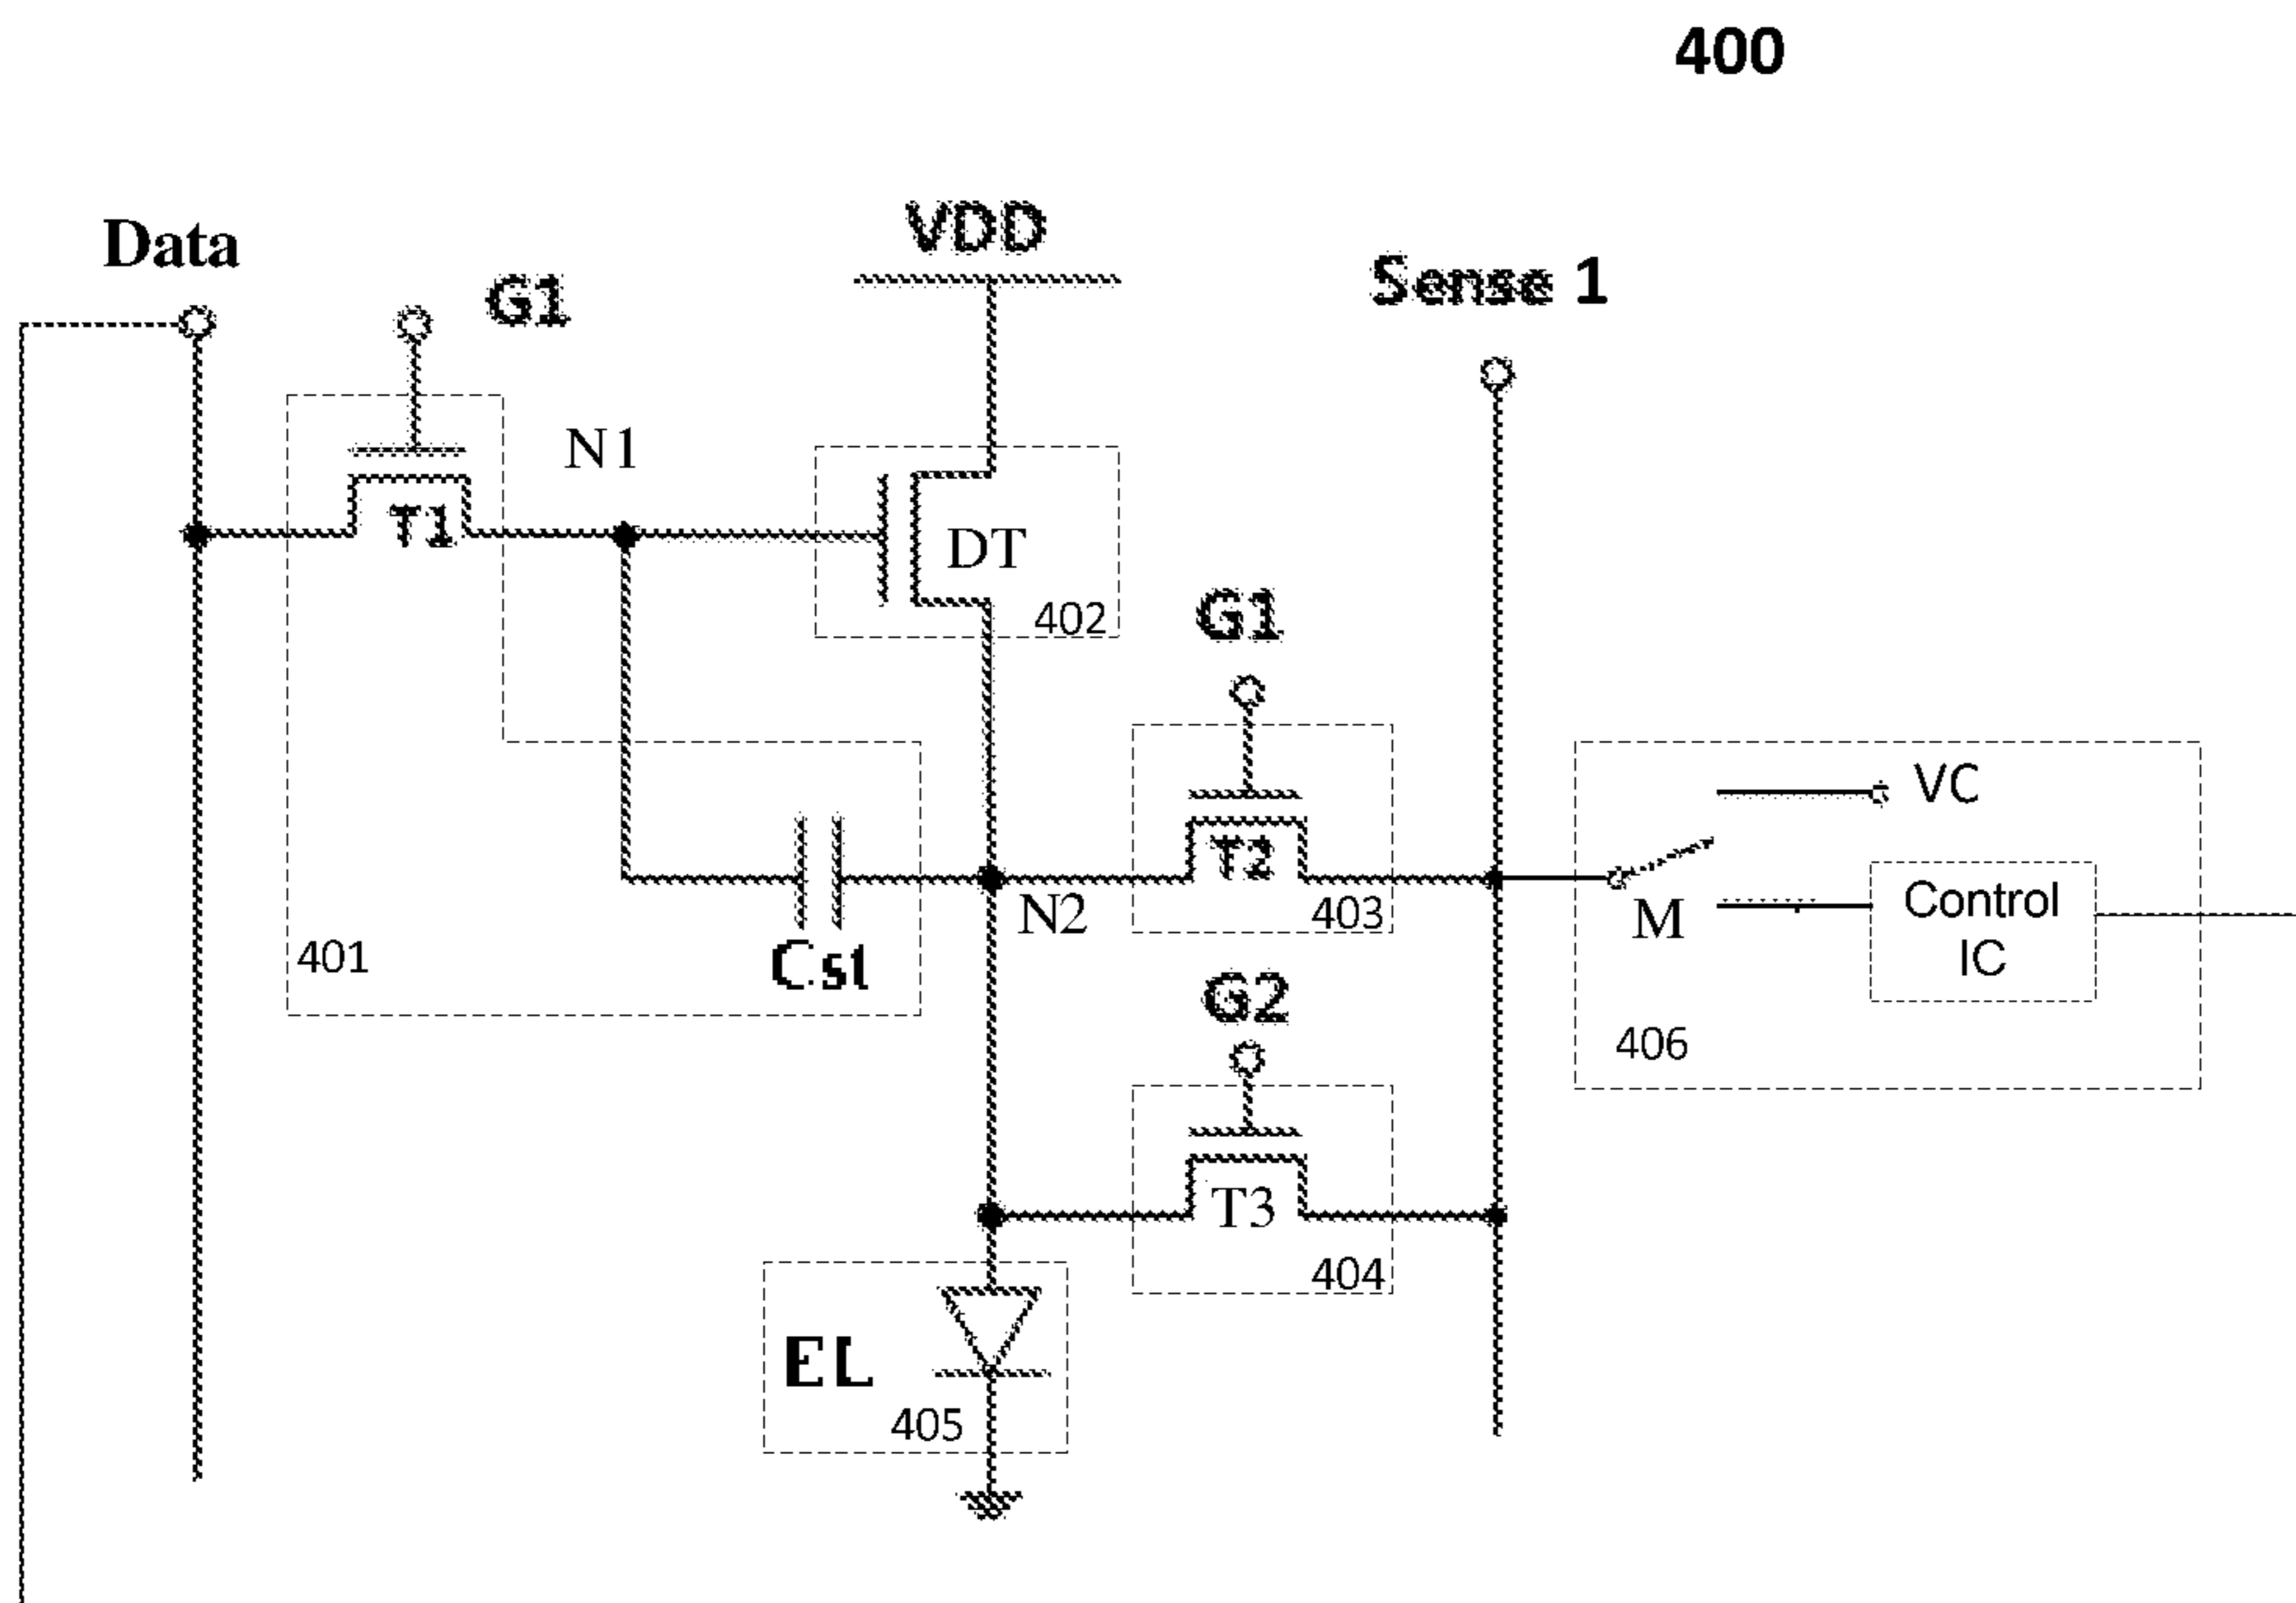 400
VDD
Data
Sense 1
G1
N1
T1
DT
402
G1
VC
T2
Control
IC
M
N2
403
401
Cst
G2
406
T3
404
EL
405